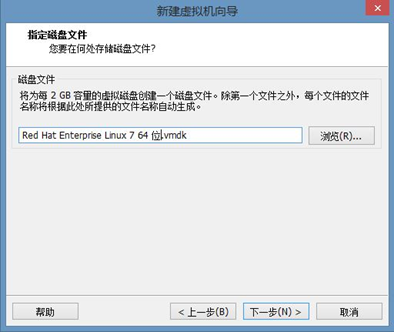 新建虚拟机向导
指定磁盘文件
您要在何处存储磁盘文件?
磁盘文件
将为每 2 GB 容量的虚拟磁盘创建一个磁盘文件。除第一个文件之外，每个文件的文件
名称将根据此处所提供的文件名称自动生成。
Red Hat Enterprise Linux 7 64 位.vmdk
浏览(R)...
帮助
< 上一步(B)
下一步(N) >
取消